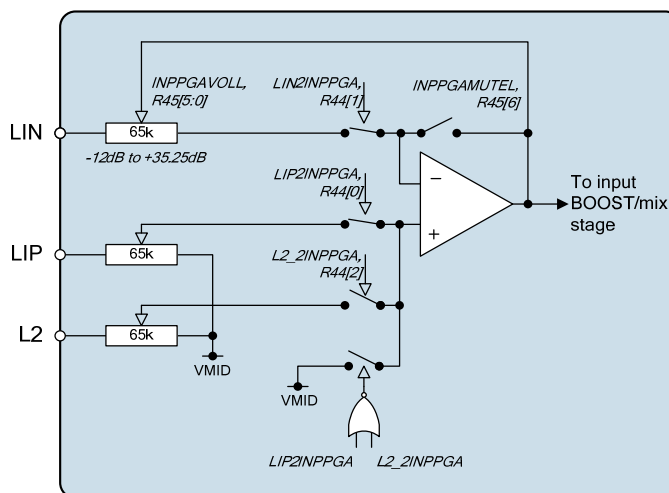 INPPGAVOLL,
R45[5:0]
LIN2INPPGA,
R44[1]
INPPGAMUTEL,
R45[6]
LIN
65k
-12dB to +35.25dB
LIP2INPPGA,
R44[0]
−
+
To input
BOOST/mix
stage
LIP
65k
L2_2INPPGA,
R44[2]
L2
65k
VMID
VMID
LIP2INPPGA
L2_2INPPGA